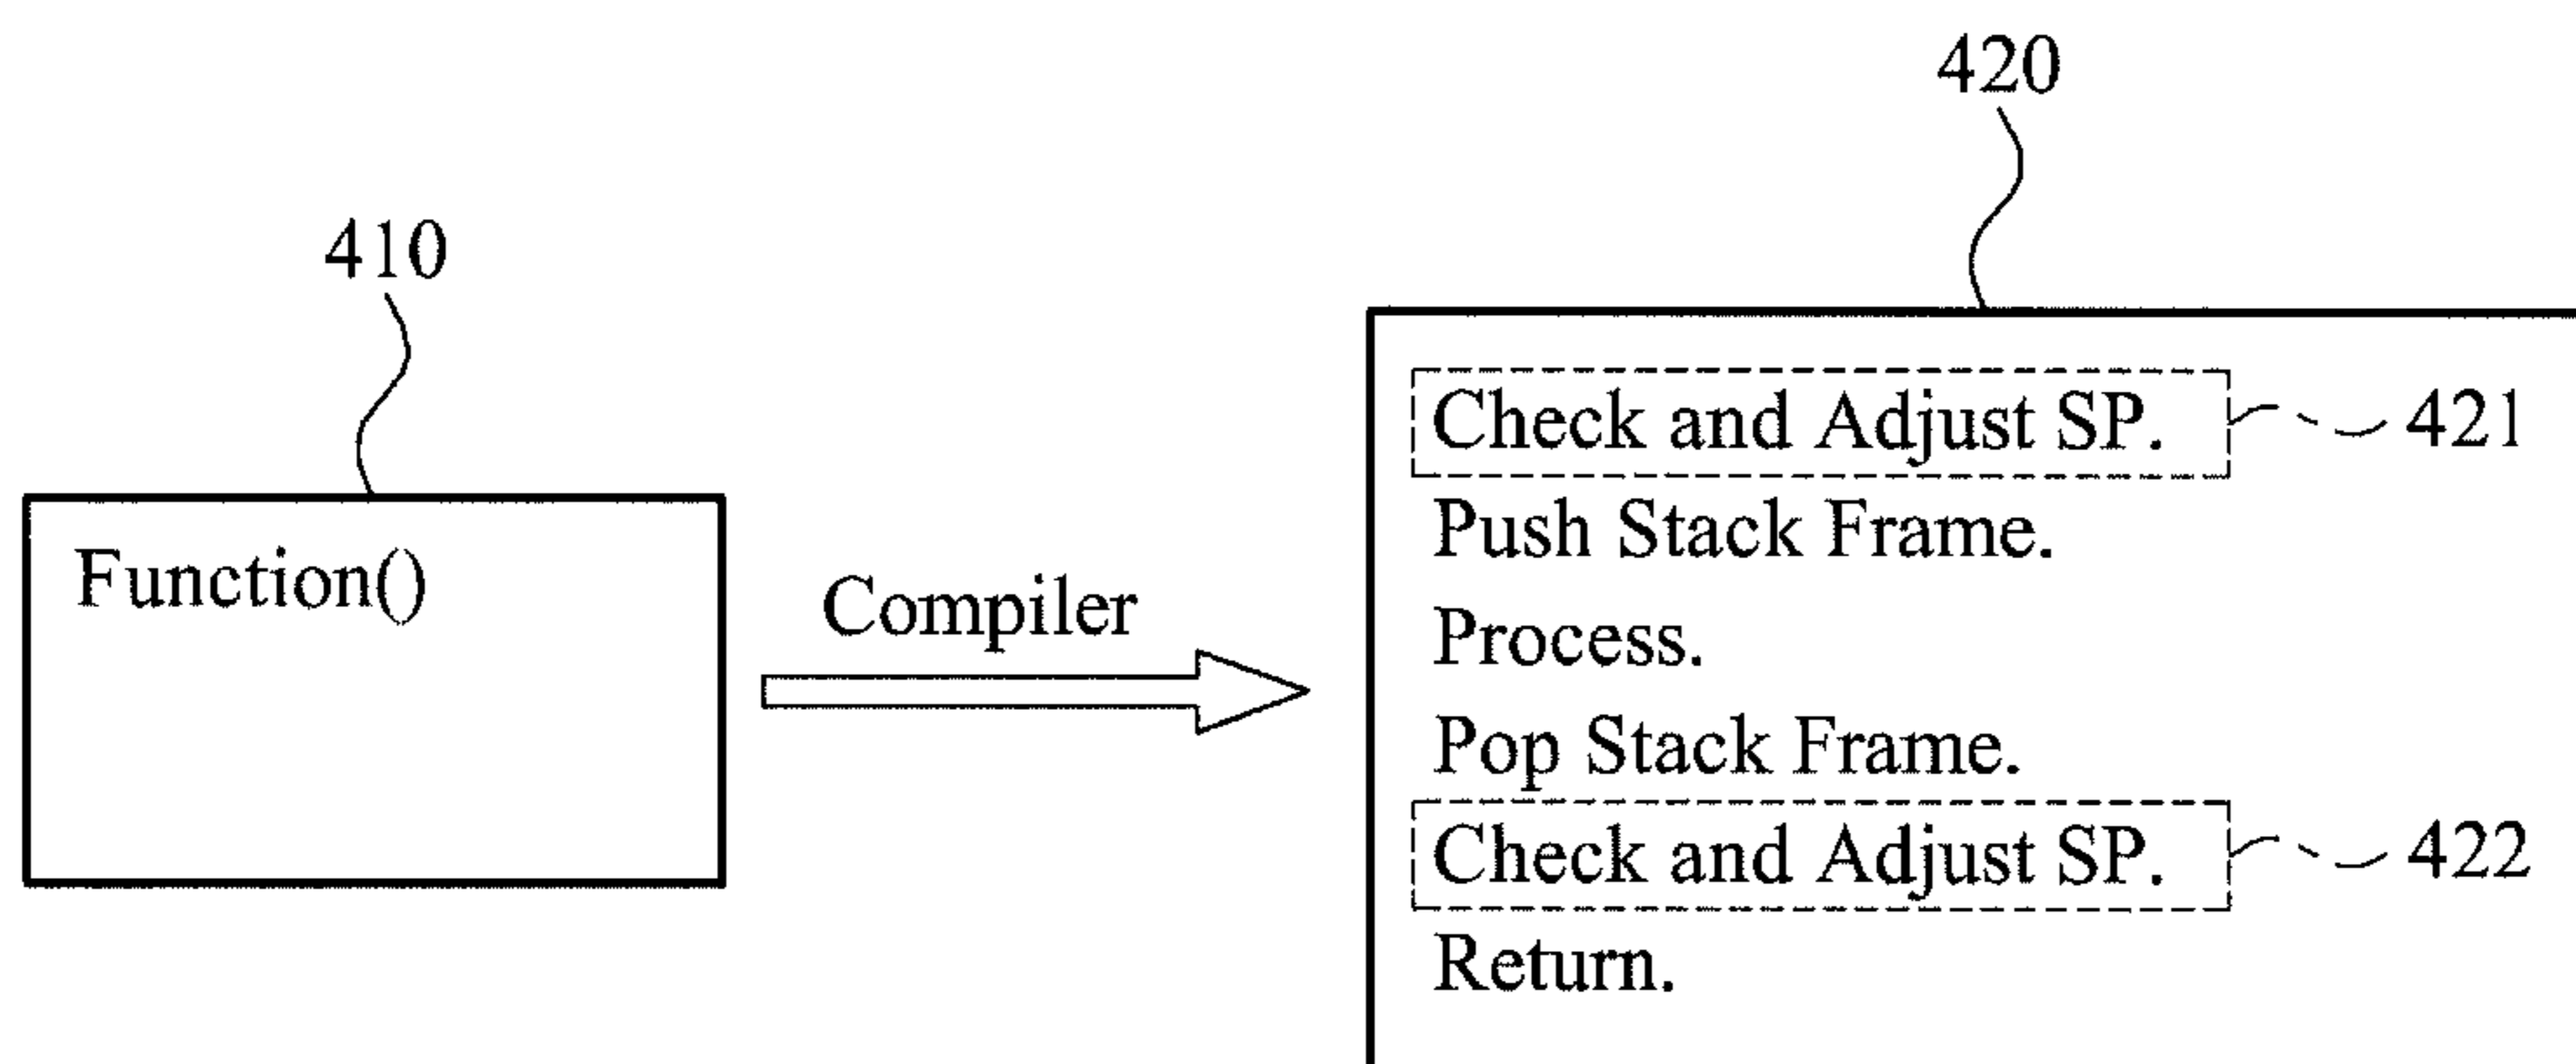 420
410
Check and Adjust SP.
421
Push Stack Frame.
Function()
Compiler
Process.
Pop Stack Frame.
Check and Adjust SP.
422
Return.